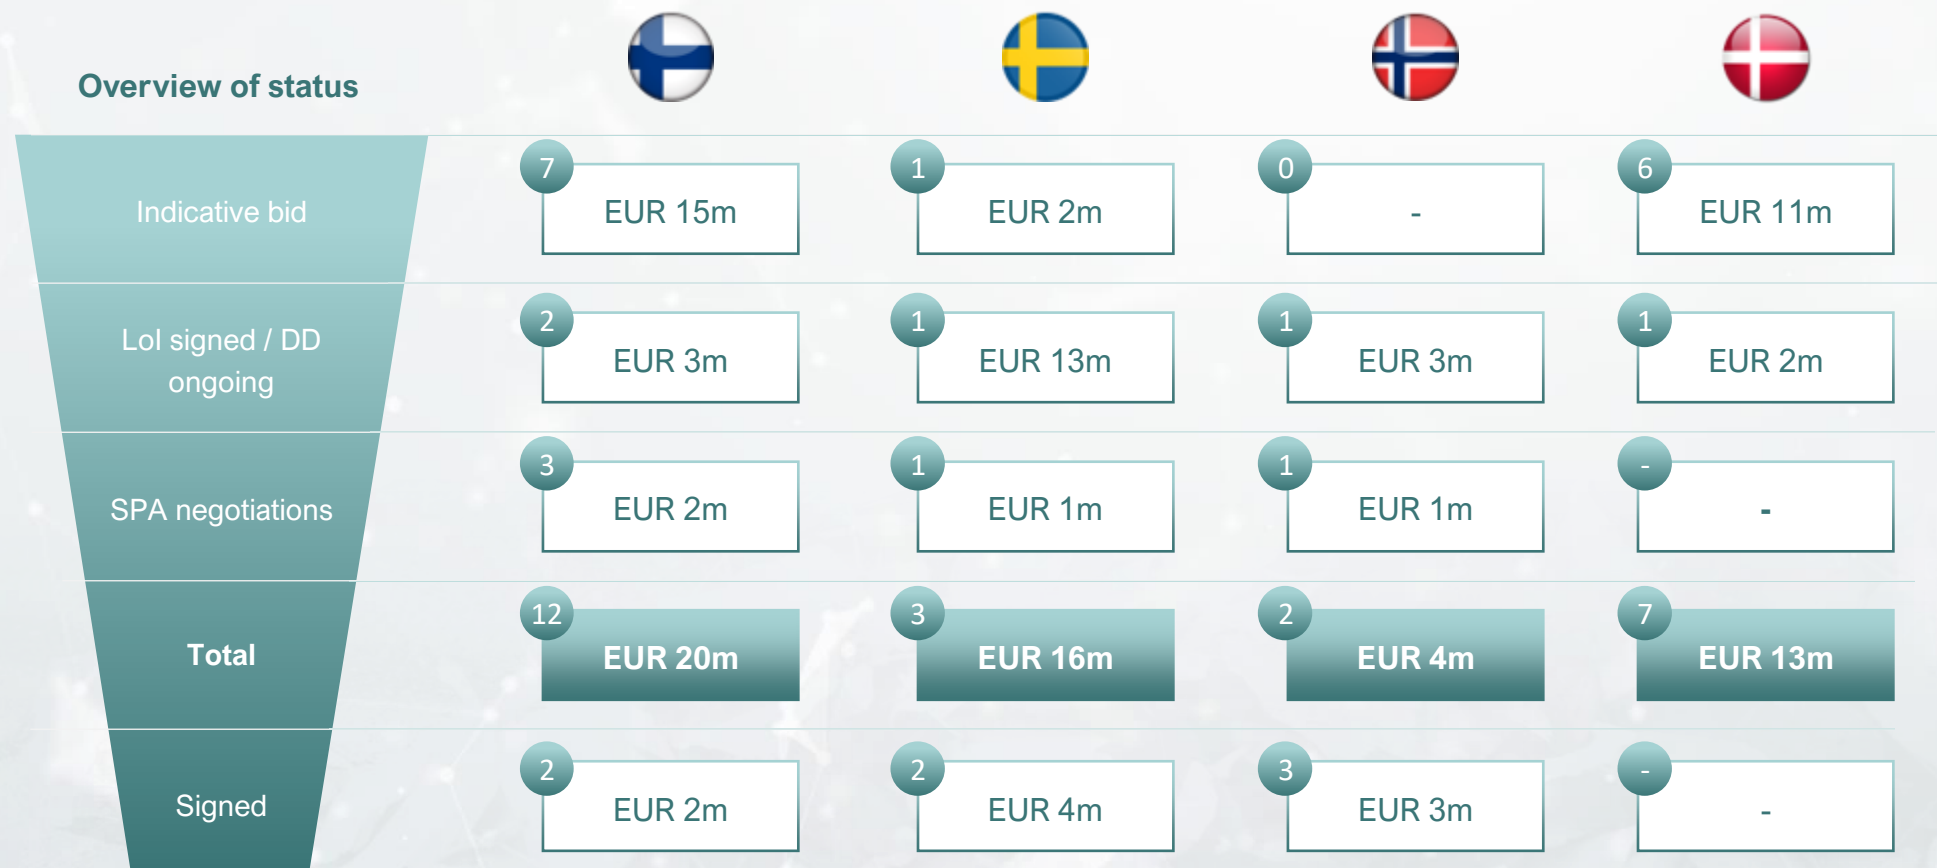 Overview of status
Indicative bid
7
EUR 15m
1
EUR 2m
0
-
6
EUR 11m
LoI signed / DD
ongoing
2
EUR 3m
1
EUR 13m
1
EUR 3m
1
EUR 2m
SPA negotiations
3
EUR 2m
1
EUR 1m
1
EUR 1m
-
-
Total
12
EUR 20m
3
EUR 16m
2
EUR 4m
7
EUR 13m
Signed
2
EUR 2m
2
EUR 4m
3
EUR 3m
-
-